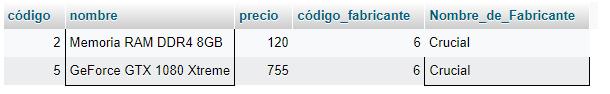 código nombre precio código_fabricante Nombre_de_Fabricante
2 Memoria RAM DDR4 8GB 120 6 Crucial
5 GeForce GTX 1080 Xtreme 755 6 Crucial